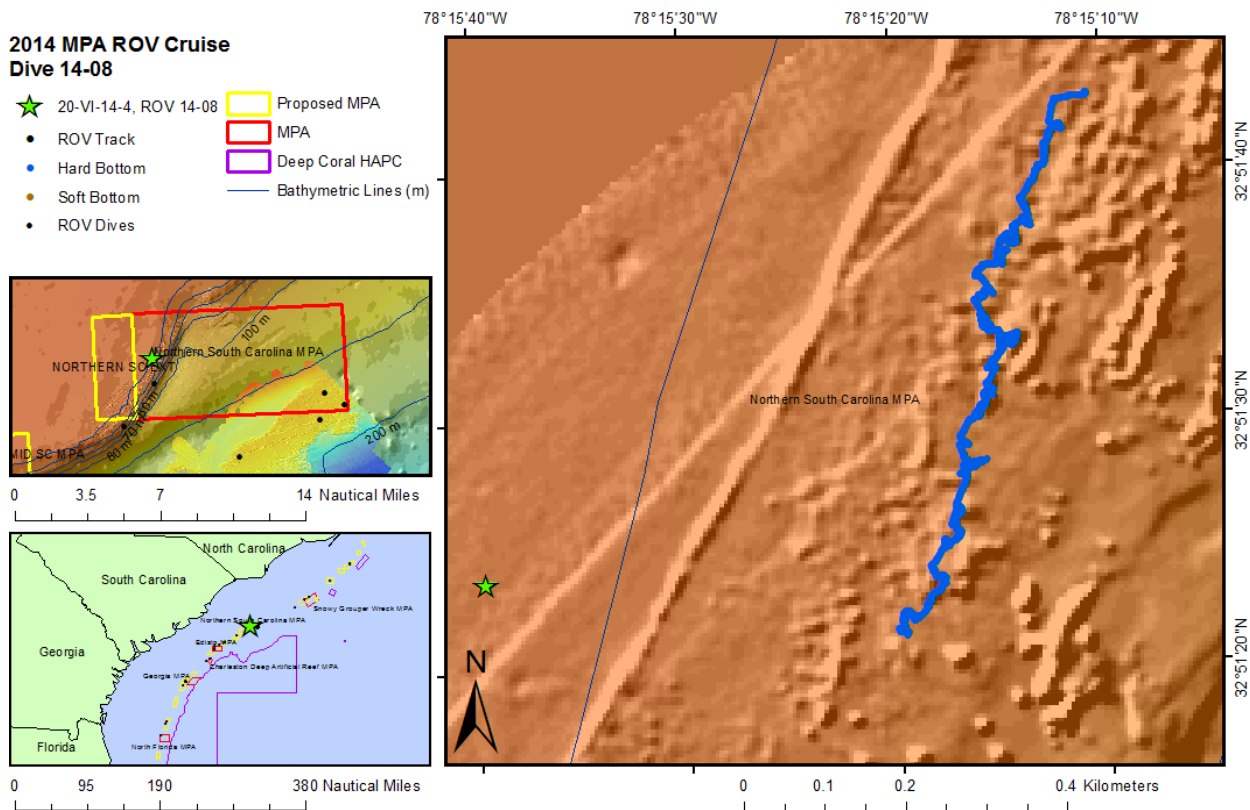 2014 MPA ROV Cruise
Dive 14-08
20-VI-14-4, ROV 14-08
ROV Track
Hard Bottom
Soft Bottom
ROV Dives
Proposed MPA
MPA
Deep Coral HAPC
Bathymetric Lines (m)
100 m
Northern South Carolina MPA
NORTHERN SC EXT
80 m 70 m 60 m
200 m
MID SC MPA
0 3.5 7 14 Nautical Miles
North Carolina
South Carolina
Georgia
Florida
Snowy Grouper Wreck MPA
Northern South Carolina MPA
Edisto MPA
Charleston Deep Artificial Reef MPA
Georgia MPA
North Florida MPA
0 95 190 380 Nautical Miles
78°15'40"W 78°15'30"W 78°15'20"W 78°15'10"W
32°51'40"N
32°51'30"N
32°51'20"N
Northern South Carolina MPA
N
0 0.1 0.2 0.4 Kilometers